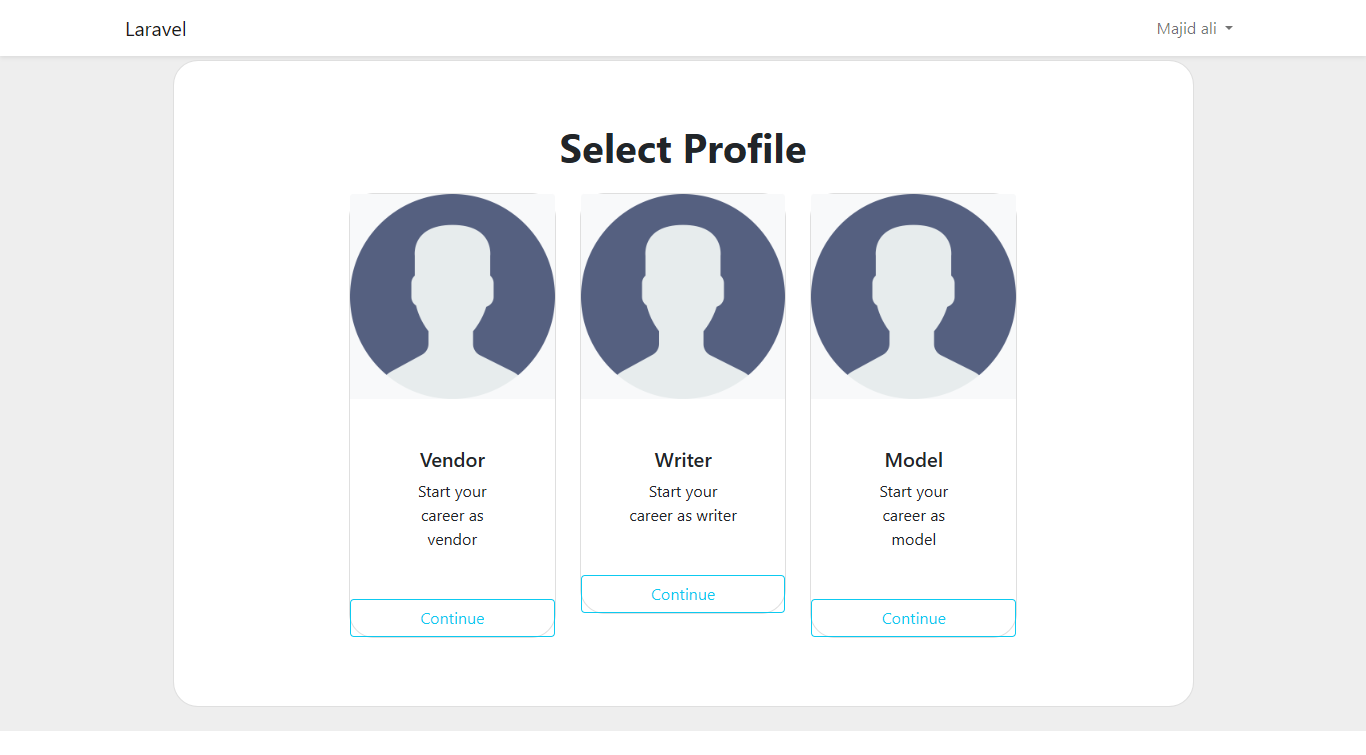 Laravel
Majid ali
Select Profile
Vendor
Start your
career as
vendor
Continue
Writer
Start your
career as writer
Continue
Model
Start your
career as
model
Continue